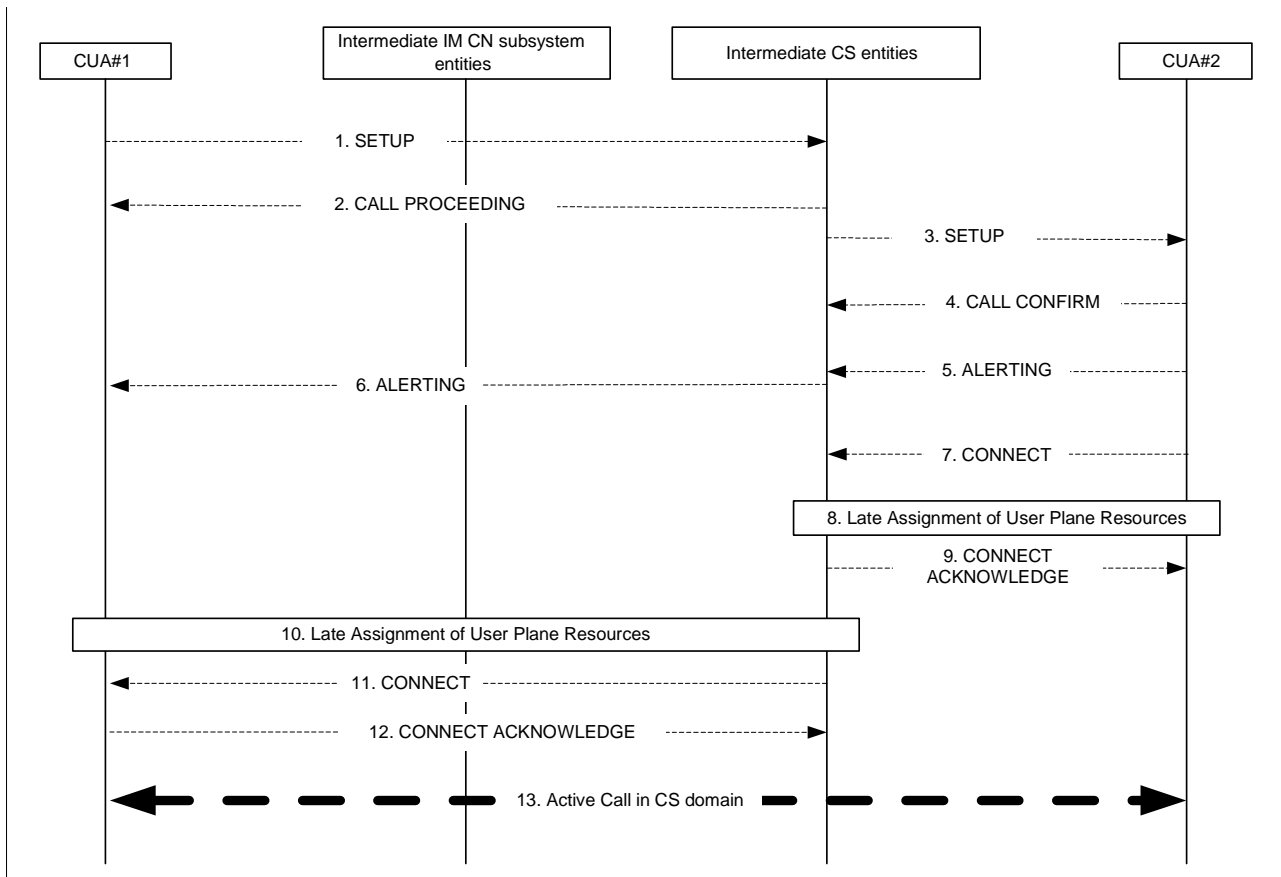 CUA#1
Intermediate IM CN subsystem
entities
Intermediate CS entities
CUA#2
1. SETUP
2. CALL PROCEEDING
3. SETUP
4. CALL CONFIRM
5. ALERTING
6. ALERTING
7. CONNECT
8. Late Assignment of User Plane Resources
9. CONNECT
ACKNOWLEDGE
10. Late Assignment of User Plane Resources
11. CONNECT
12. CONNECT ACKNOWLEDGE
13. Active Call in CS domain